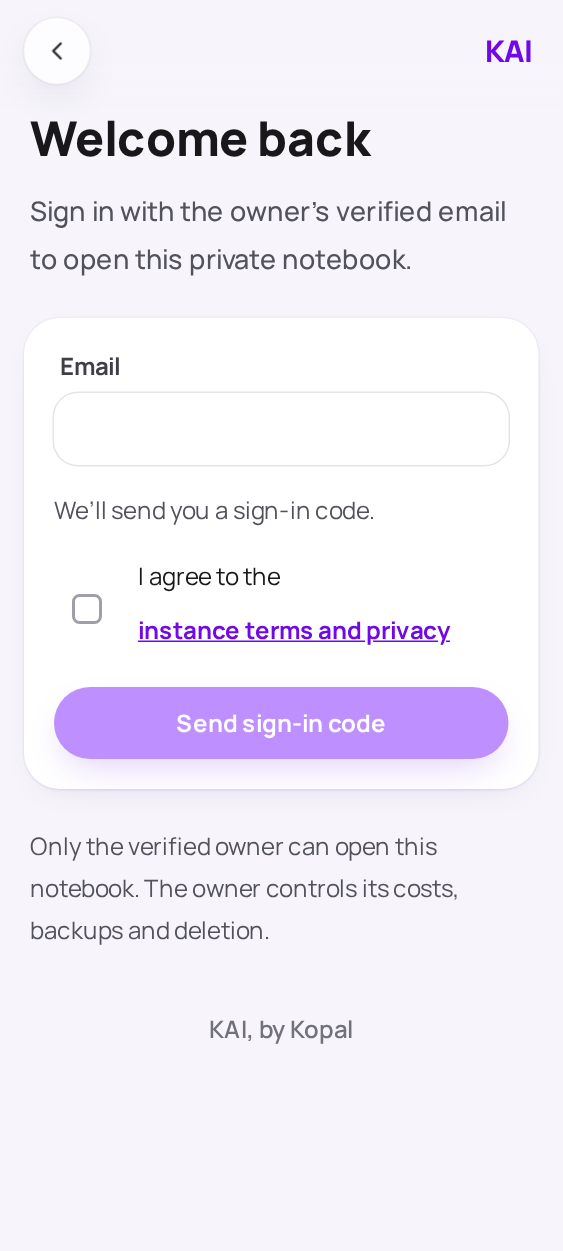 KAI
Welcome back
Sign in with the owner’s verified email
to open this private notebook.
Email
We’ll send you a sign-in code.
I agree to the
instance terms and privacy
Send sign-in code
Only the verified owner can open this
notebook. The owner controls its costs,
backups and deletion.
KAI, by Kopal